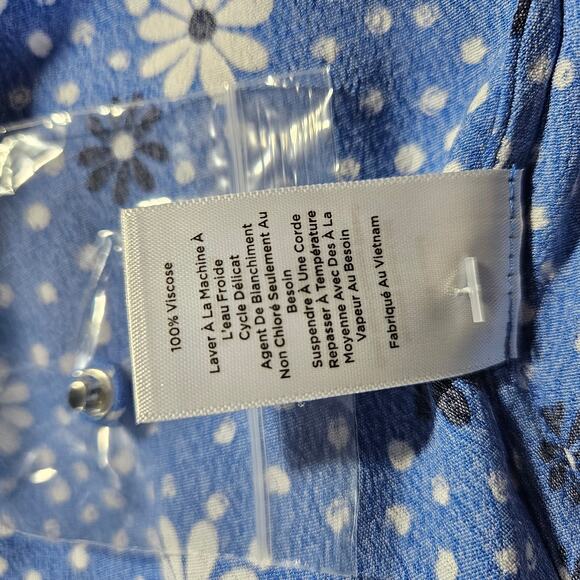 100% Viscose
Laver À La Machine À
L'eau Froide
Cycle Délicat
Agent De Blanchiment
Non Chloré Seulement Au
Besoin
Suspendre À Une Corde
Repasser À Température
Moyenne Avec Des À La
Vapeur Au Besoin
Fabriqué Au Vietnam